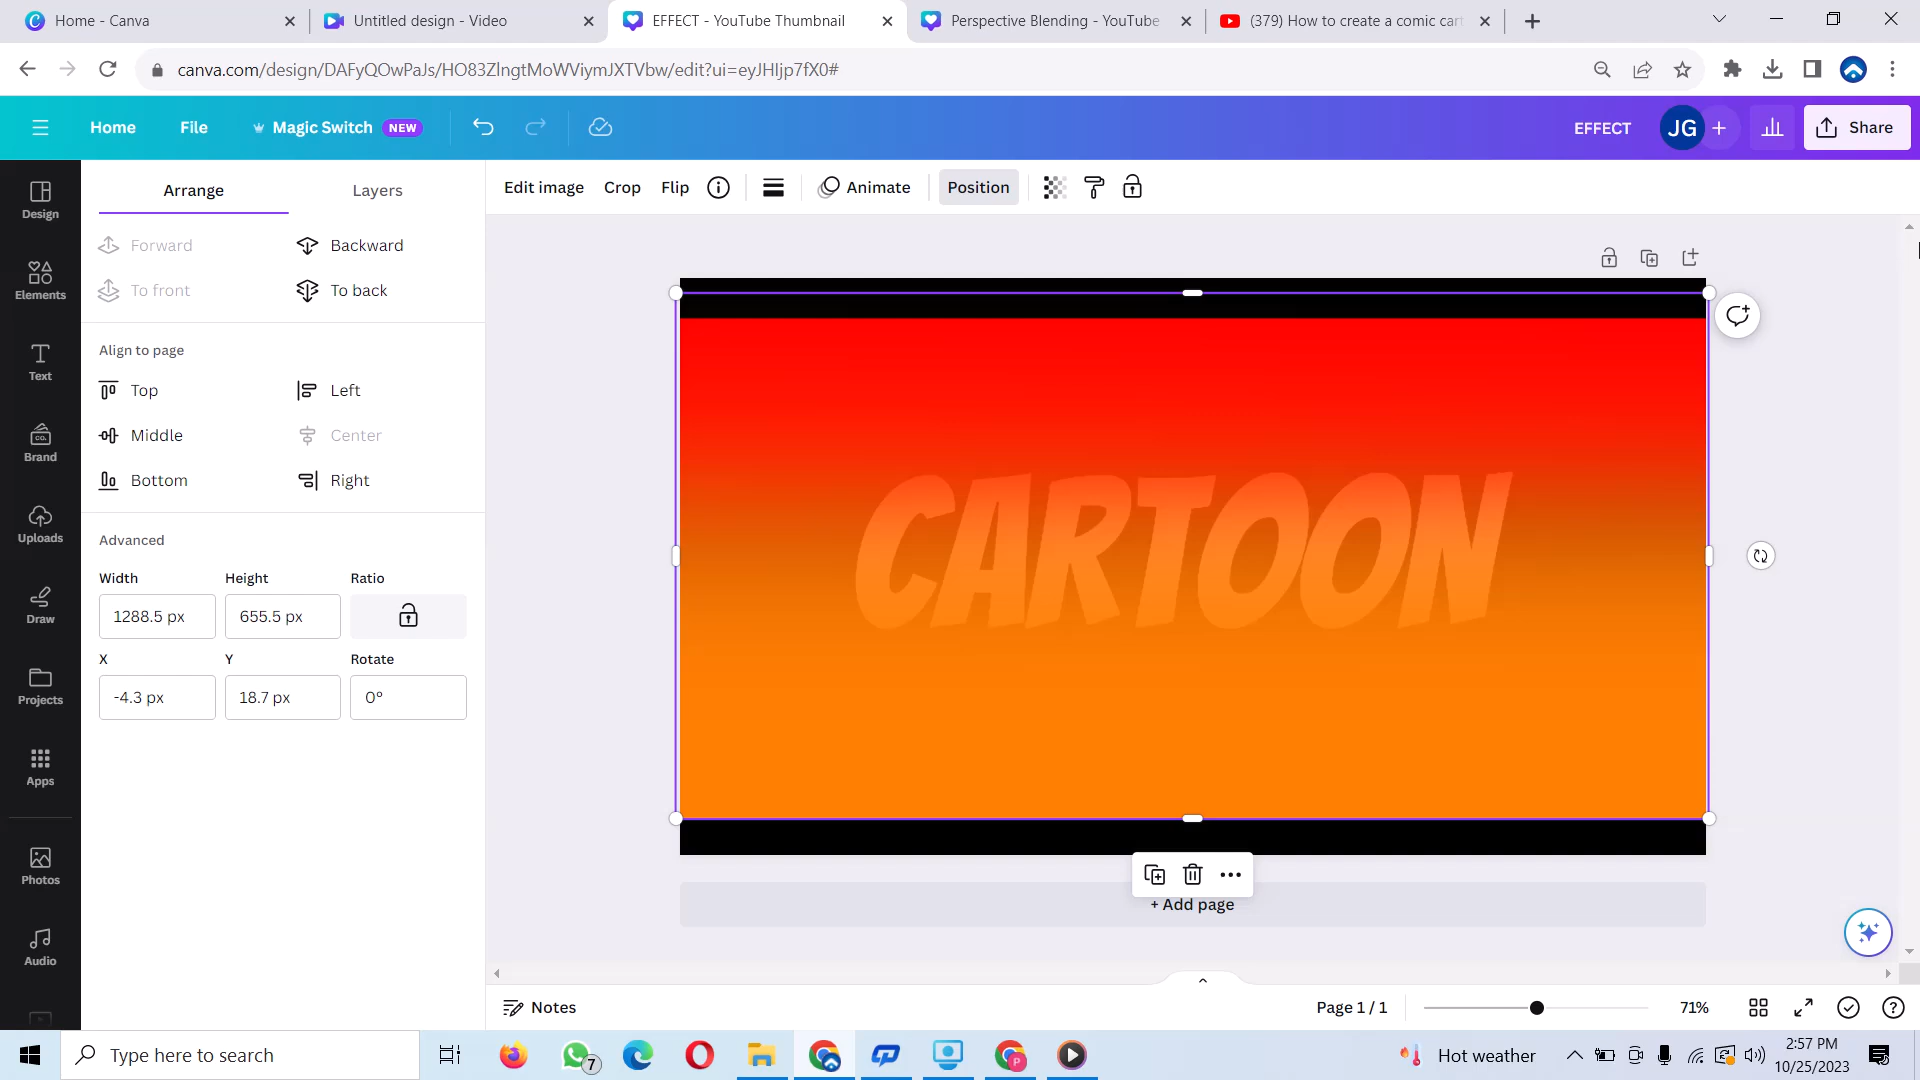 Home - Canva
Untitled design - Video
EFFECT - YouTube Thumbnail
Perspective Blending - YouTube
(379) How to create a comic cart
canva.com/design/DAFyQOwPaJs/HO83ZlngtMoWViymJXTVbw/edit?ui=eyJHIjp7fX0#
Home
File
Magic Switch
NEW
EFFECT
JG
Share
Design
Elements
Text
CO.
Brand
Uploads
Draw
Projects
Apps
Photos
Audio
Arrange
Layers
Forward
Backward
To front
To back
Align to page
Top
Left
Middle
Center
Bottom
Right
Advanced
Width
Height
Ratio
1288.5 px
655.5 px
X
Y
Rotate
-4.3 px
18.7 px
0°
Edit image
Crop
Flip
Animate
Position
CARTOON
+ Add page
Notes
Page 1 / 1
71%
Type here to search
7
P
Hot weather
2:57 PM
10/25/2023